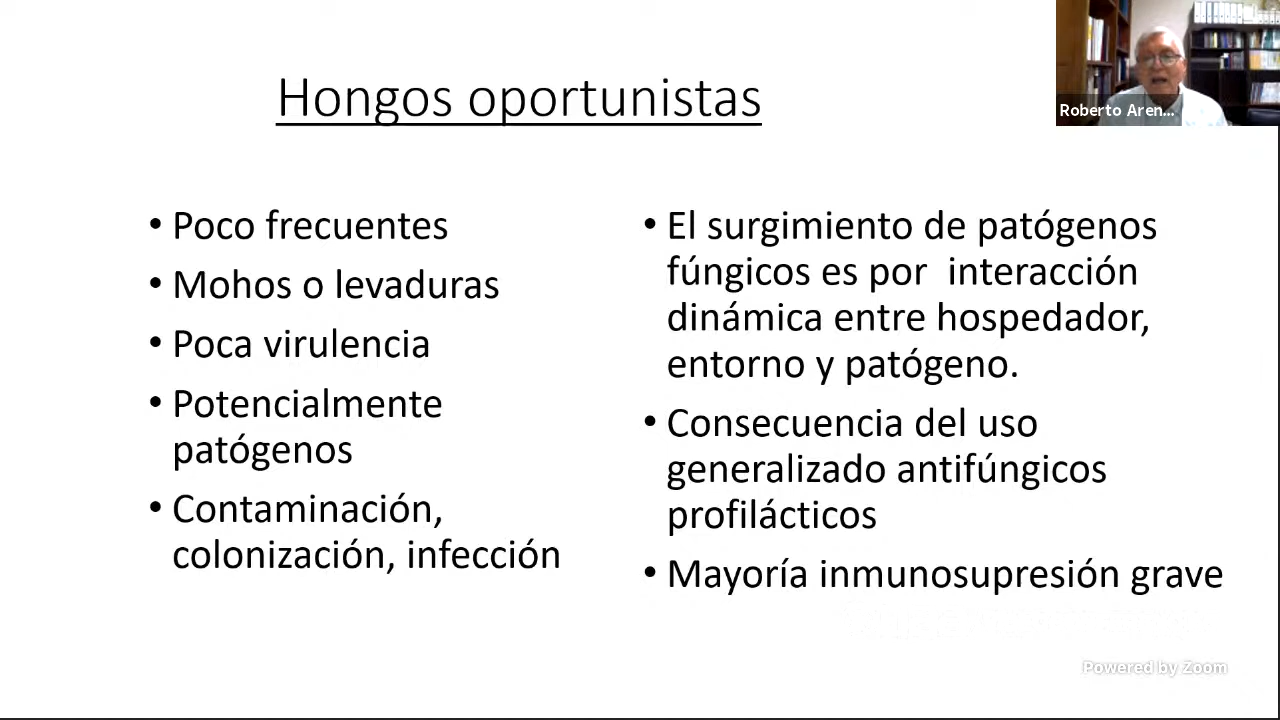 Hongos oportunistas
Roberto Aren...
• Poco frecuentes
• Mohos o levaduras
• Poca virulencia
• Potencialmente
patógenos
• Contaminación,
colonización, infección
• El surgimiento de patógenos
fúngicos es por interacción
dinámica entre hospedador,
entorno y patógeno.
• Consecuencia del uso
generalizado antifúngicos
profilácticos
• Mayoría inmunosupresión grave
Powered by Zoom